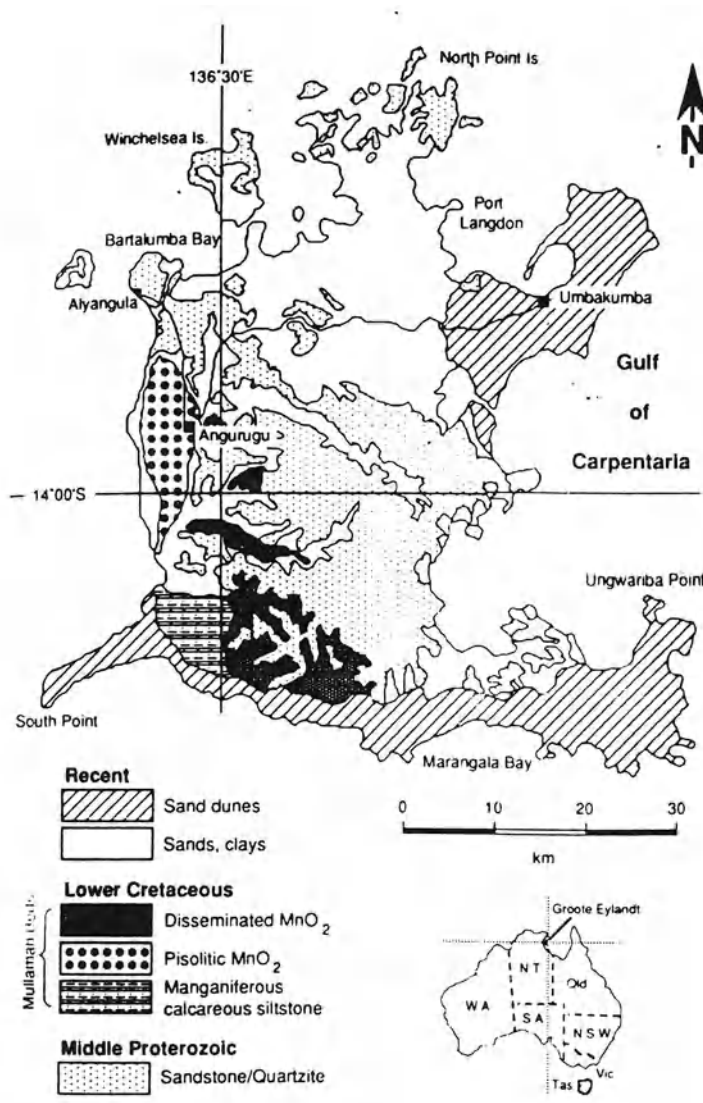 North Point Is
136°30'E
N
Winchelsea Is.
Port
Langdon
Bartalumba Bay
Alyangula
Umbakumba
Gulf
of
Carpentaria
Angurugu
14°00'S
Ungwariba Point
South Point
Marangala Bay
Recent
Sand dunes
Sands, clays
0 10 20 30
km
Lower Cretaceous
Mullaman Beds
Disseminated MnO2
Pisolitic MnO2
Manganiferous
calcareous siltstone
Middle Proterozoic
Sandstone/Quartzite
Groote Eylandt
NT
Qld
WA
SA
NSW
Vic
Tas